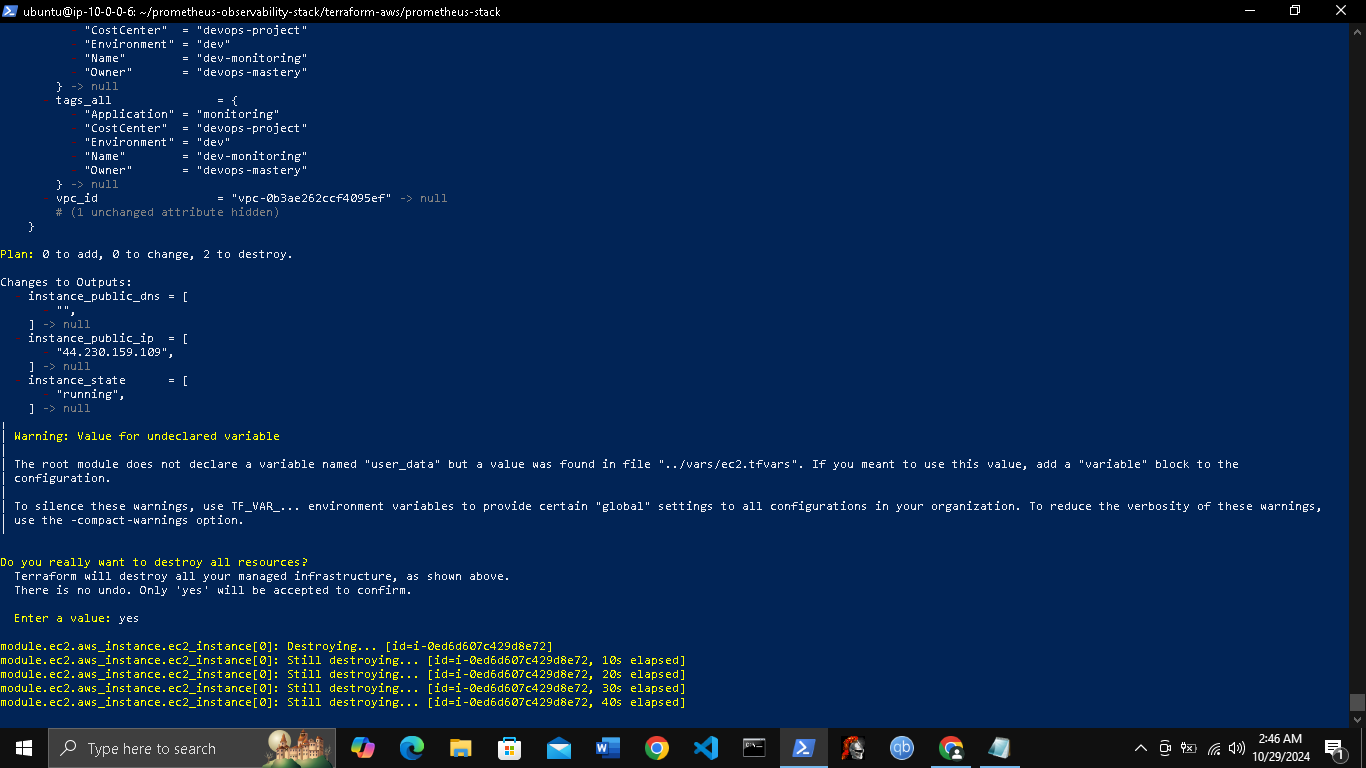 ubuntu@ip-10-0-0-6: ~/prometheus-observability-stack/terraform-aws/prometheus-stack
- "CostCenter"  = "devops-project"
- "Environment" = "dev"
- "Name"        = "dev-monitoring"
- "Owner"       = "devops-mastery"
} -> null
- tags_all               = {
- "Application" = "monitoring"
- "CostCenter"  = "devops-project"
- "Environment" = "dev"
- "Name"        = "dev-monitoring"
- "Owner"       = "devops-mastery"
} -> null
- vpc_id                 = "vpc-0b3ae262ccf4095ef" -> null
# (1 unchanged attribute hidden)
}
Plan: 0 to add, 0 to change, 2 to destroy.
Changes to Outputs:
- instance_public_dns = [
- "",
] -> null
- instance_public_ip  = [
- "44.230.159.109",
] -> null
- instance_state      = [
- "running",
] -> null
Warning: Value for undeclared variable
The root module does not declare a variable named "user_data" but a value was found in file "../vars/ec2.tfvars". If you meant to use this value, add a "variable" block to the
configuration.
To silence these warnings, use TF_VAR_... environment variables to provide certain "global" settings to all configurations in your organization. To reduce the verbosity of these warnings,
use the -compact-warnings option.
Do you really want to destroy all resources?
Terraform will destroy all your managed infrastructure, as shown above.
There is no undo. Only 'yes' will be accepted to confirm.
Enter a value: yes
module.ec2.aws_instance.ec2_instance[0]: Destroying... [id=i-0ed6d607c429d8e72]
module.ec2.aws_instance.ec2_instance[0]: Still destroying... [id=i-0ed6d607c429d8e72, 10s elapsed]
module.ec2.aws_instance.ec2_instance[0]: Still destroying... [id=i-0ed6d607c429d8e72, 20s elapsed]
module.ec2.aws_instance.ec2_instance[0]: Still destroying... [id=i-0ed6d607c429d8e72, 30s elapsed]
module.ec2.aws_instance.ec2_instance[0]: Still destroying... [id=i-0ed6d607c429d8e72, 40s elapsed]
Type here to search
qb
2:46 AM
10/29/2024
1